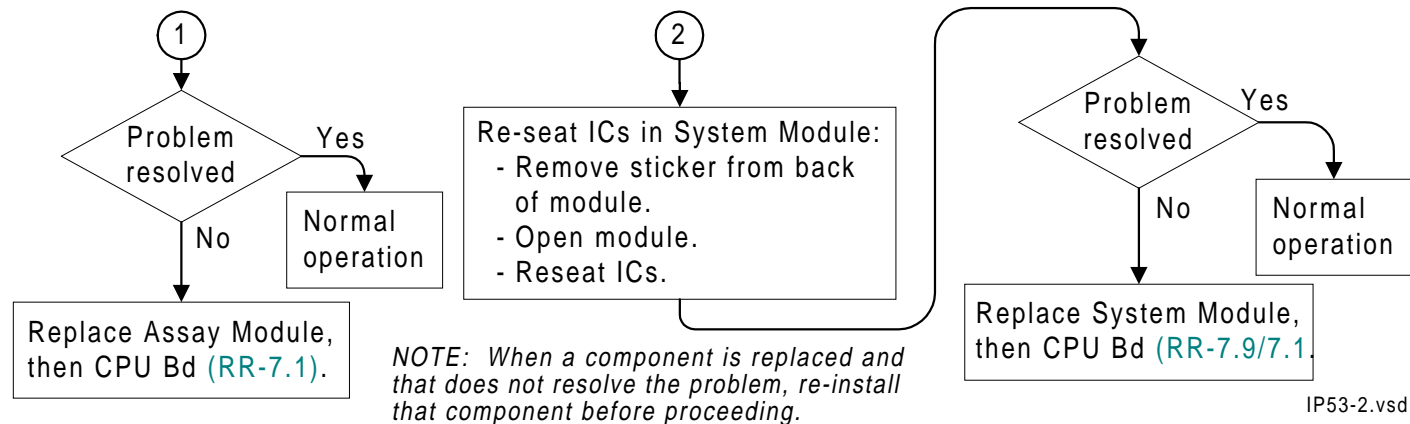 1
Problem
resolved
Yes
No
Normal
operation
Replace Assay Module,
then CPU Bd (RR-7.1).
2
Re-seat ICs in System Module:
- Remove sticker from back
of module.
- Open module.
- Reseat ICs.
NOTE: When a component is replaced and
that does not resolve the problem, re-install
that component before proceeding.
Problem
resolved
Yes
No
Normal
operation
Replace System Module,
then CPU Bd (RR-7.9/7.1.
IP53-2.vsd